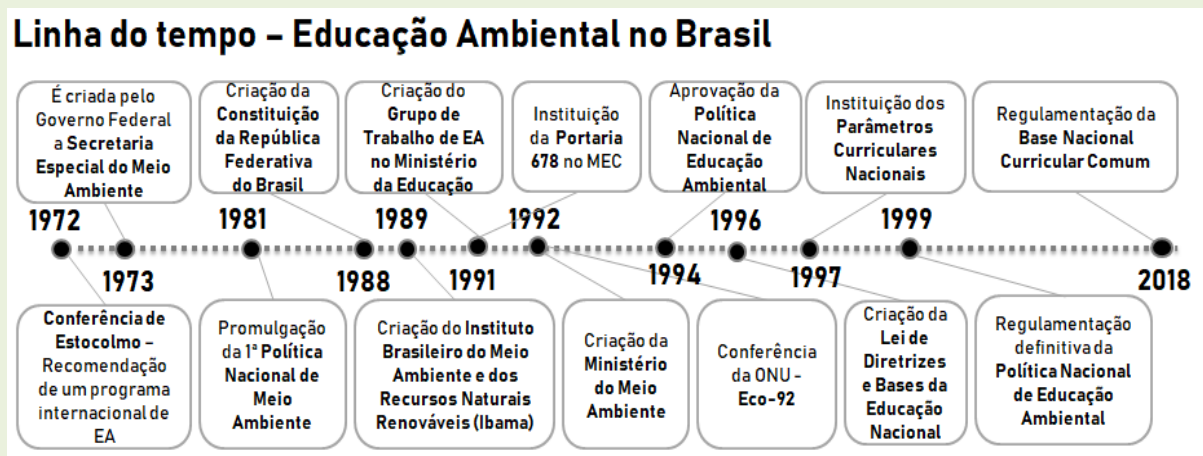 Linha do tempo – Educação Ambiental no Brasil
É criada pelo
Governo Federal
a Secretaria
Especial do Meio
Ambiente
Criação da
Constituição
da República
Federativa
do Brasil
Criação do
Grupo de
Trabalho de EA
no Ministério
da Educação
Instituição
da Portaria
678 no MEC
Aprovação da
Política
Nacional de
Educação
Ambiental
Instituição dos
Parâmetros
Curriculares
Nacionais
Regulamentação da
Base Nacional
Curricular Comum
1972
1981
1989
1992
1996
1999
1973
1988
1991
1994
1997
2018
Conferência de
Estocolmo –
Recomendação
de um programa
internacional de
EA
Promulgação
da 1ª Política
Nacional de
Meio
Ambiente
Criação do Instituto
Brasileiro do Meio
Ambiente e dos
Recursos Naturais
Renováveis (Ibama)
Criação da
Ministério
do Meio
Ambiente
Conferência
da ONU -
Eco-92
Criação da
Lei de
Diretrizes
e Bases da
Educação
Nacional
Regulamentação
definitiva da
Política Nacional
de Educação
Ambiental